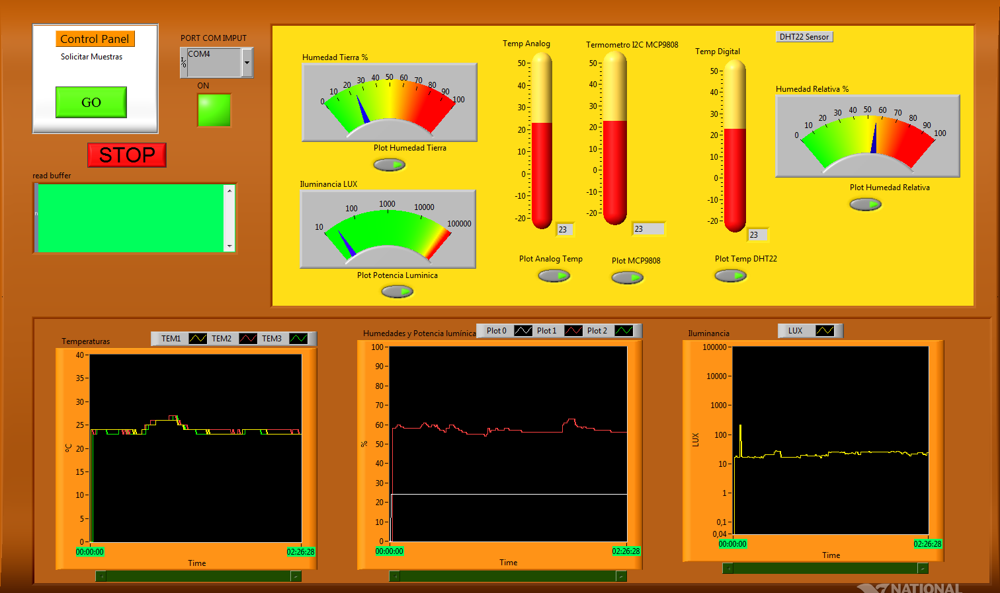 Control Panel
Solicitar Muestras
GO
STOP
PORT COM IMPUT
I/O
COM4
ON
read buffer
n
Humedad Tierra %
0 10 20 30 40 50 60 70 80 90 100
Plot Humedad Tierra
Iluminancia LUX
10 100 1000 10000 100000
Plot Potencia Luminica
Temp Analog
50
40
30
20
10
0
-10
-20
23
Plot Analog Temp
Termometro I2C MCP9808
50
40
30
20
10
0
-10
-20
23
Plot MCP9808
Temp Digital
50
40
30
20
10
0
-10
-20
23
Plot Temp DHT22
DHT22 Sensor
Humedad Relativa %
0 10 20 30 40 50 60 70 80 90 100
Plot Humedad Relativa
Temperaturas
TEM1 TEM2 TEM3
40
35
30
25
20
15
10
5
0
ºC
00:00:00 02:26:28
Time
Humedades y Potencia lumínica
Plot 0 Plot 1 Plot 2
100
90
80
70
60
50
40
30
20
10
0
%
00:00:00 02:26:28
Time
Iluminancia
LUX
100000
10000
1000
100
10
1
0,1
0,04
LUX
00:00:00 02:26:28
Time
NATIONAL